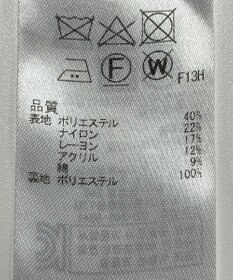 F W F13H
品質
表地 ポリエステル 40%
ナイロン 22%
レーヨン 17%
アクリル 12%
綿 9%
裏地 ポリエステル 100%